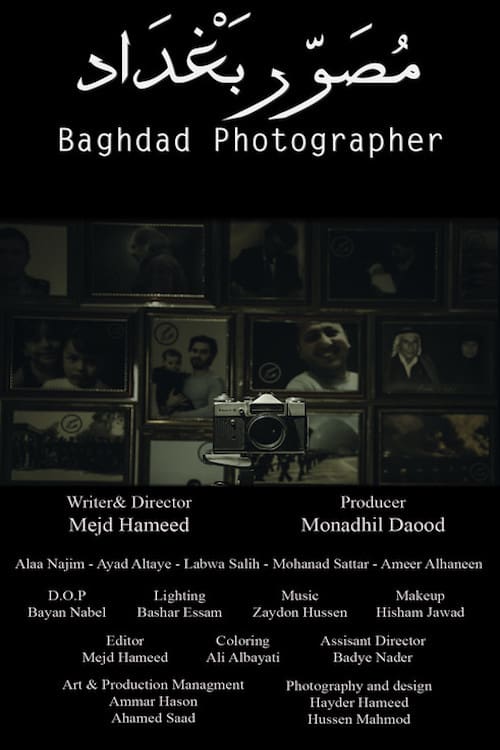 مُصَوّر بَغْدَاد
Baghdad Photographer
Writer& Director
Mejd Hameed
Producer
Monadhil Daood
Alaa Najim - Ayad Altaye - Labwa Salih - Mohanad Sattar - Ameer Alhaneen
D.O.P
Bayan Nabel
Lighting
Bashar Essam
Music
Zaydon Hussen
Makeup
Hisham Jawad
Editor
Mejd Hameed
Coloring
Ali Albayati
Assisant Director
Badye Nader
Art & Production Managment
Ammar Hason
Ahamed Saad
Photography and design
Hayder Hameed
Hussen Mahmod